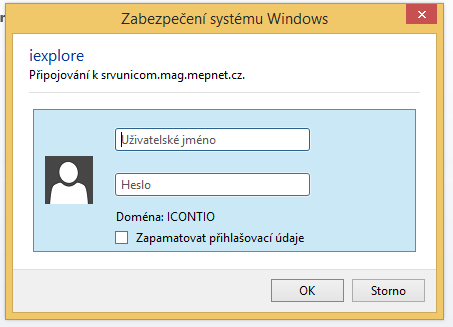 Zabezpečení systému Windows
iexplore
Připojování k srvunicom.mag.mepnet.cz.
Uživatelské jméno
Heslo
Doména: ICONTIO
Zapamatovat přihlašovací údaje
OK
Storno